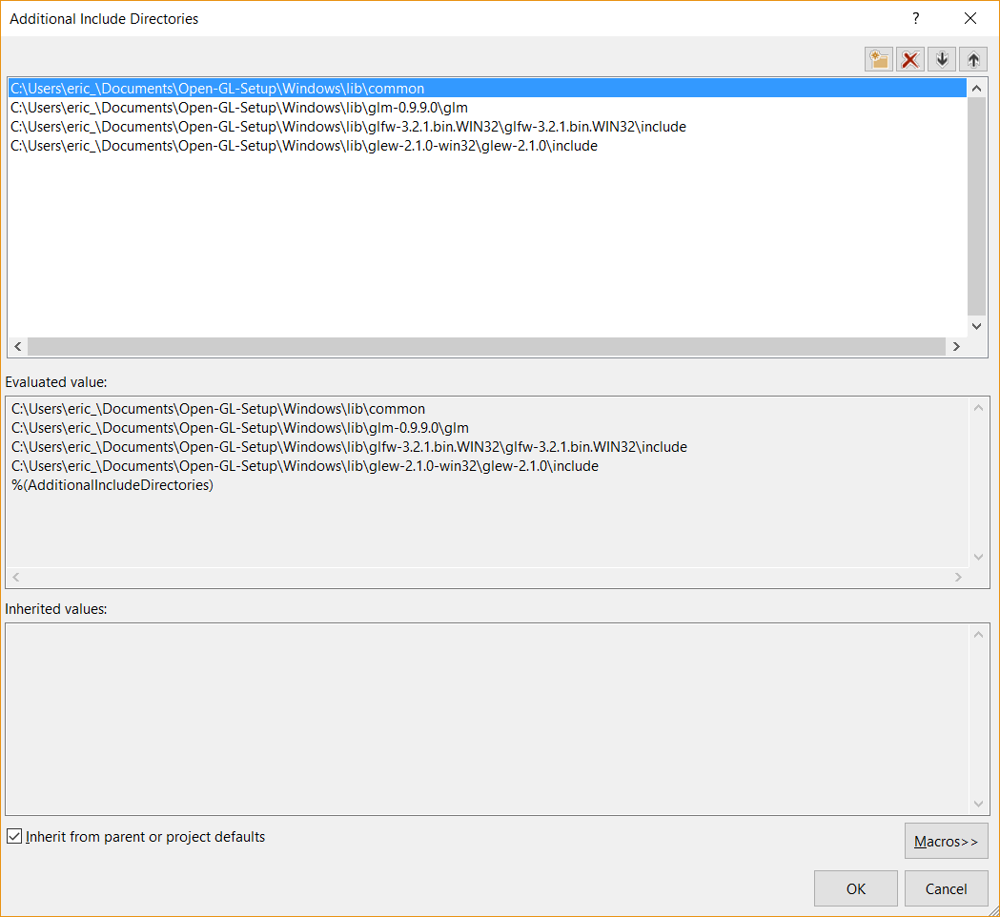 Additional Include Directories
?
C:\Users\eric_\Documents\Open-GL-Setup\Windows\lib\common
C:\Users\eric_\Documents\Open-GL-Setup\Windows\lib\glm-0.9.9.0\glm
C:\Users\eric_\Documents\Open-GL-Setup\Windows\lib\glfw-3.2.1.bin.WIN32\glfw-3.2.1.bin.WIN32\include
C:\Users\eric_\Documents\Open-GL-Setup\Windows\lib\glew-2.1.0-win32\glew-2.1.0\include
Evaluated value:
C:\Users\eric_\Documents\Open-GL-Setup\Windows\lib\common
C:\Users\eric_\Documents\Open-GL-Setup\Windows\lib\glm-0.9.9.0\glm
C:\Users\eric_\Documents\Open-GL-Setup\Windows\lib\glfw-3.2.1.bin.WIN32\glfw-3.2.1.bin.WIN32\include
C:\Users\eric_\Documents\Open-GL-Setup\Windows\lib\glew-2.1.0-win32\glew-2.1.0\include
%(AdditionalIncludeDirectories)
Inherited values:
Inherit from parent or project defaults
Macros>>
OK
Cancel